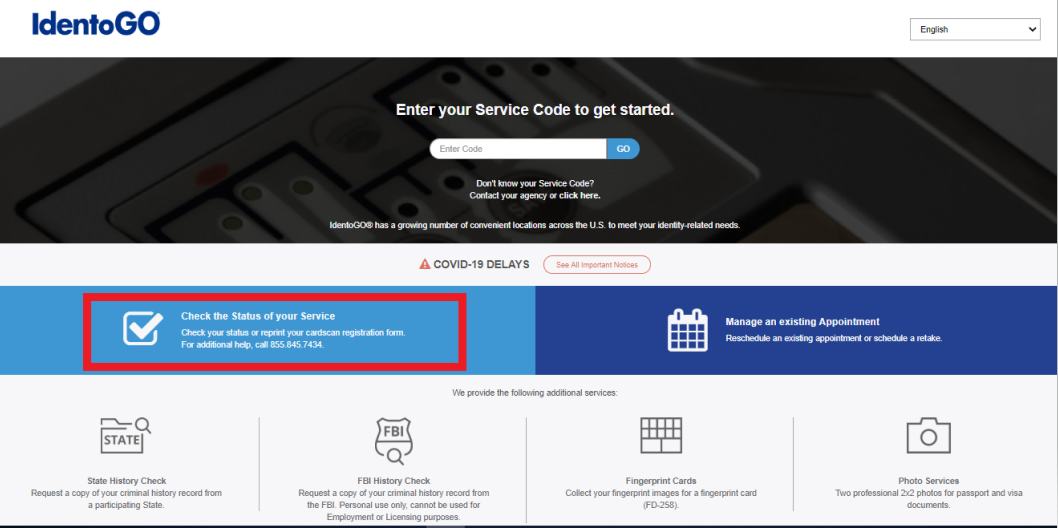 IdentoGO
English
Enter your Service Code to get started.
Enter Code
GO
Don't know your Service Code?
Contact your agency or click here.
IdentoGO® has a growing number of convenient locations across the U.S. to meet your identity-related needs.
COVID-19 DELAYS
See All Important Notices
Check the Status of your Service
Check your status or reprint your cardscan registration form.
For additional help, call 855.845.7434.
Manage an existing Appointment
Reschedule an existing appointment or schedule a retake.
We provide the following additional services:
STATE
State History Check
Request a copy of your criminal history record from
a participating State.
FBI
FBI History Check
Request a copy of your criminal history record from
the FBI. Personal use only, cannot be used for
Employment or Licensing purposes.
Fingerprint Cards
Collect your fingerprint images for a fingerprint card
(FD-258).
Photo Services
Two professional 2x2 photos for passport and visa
documents.